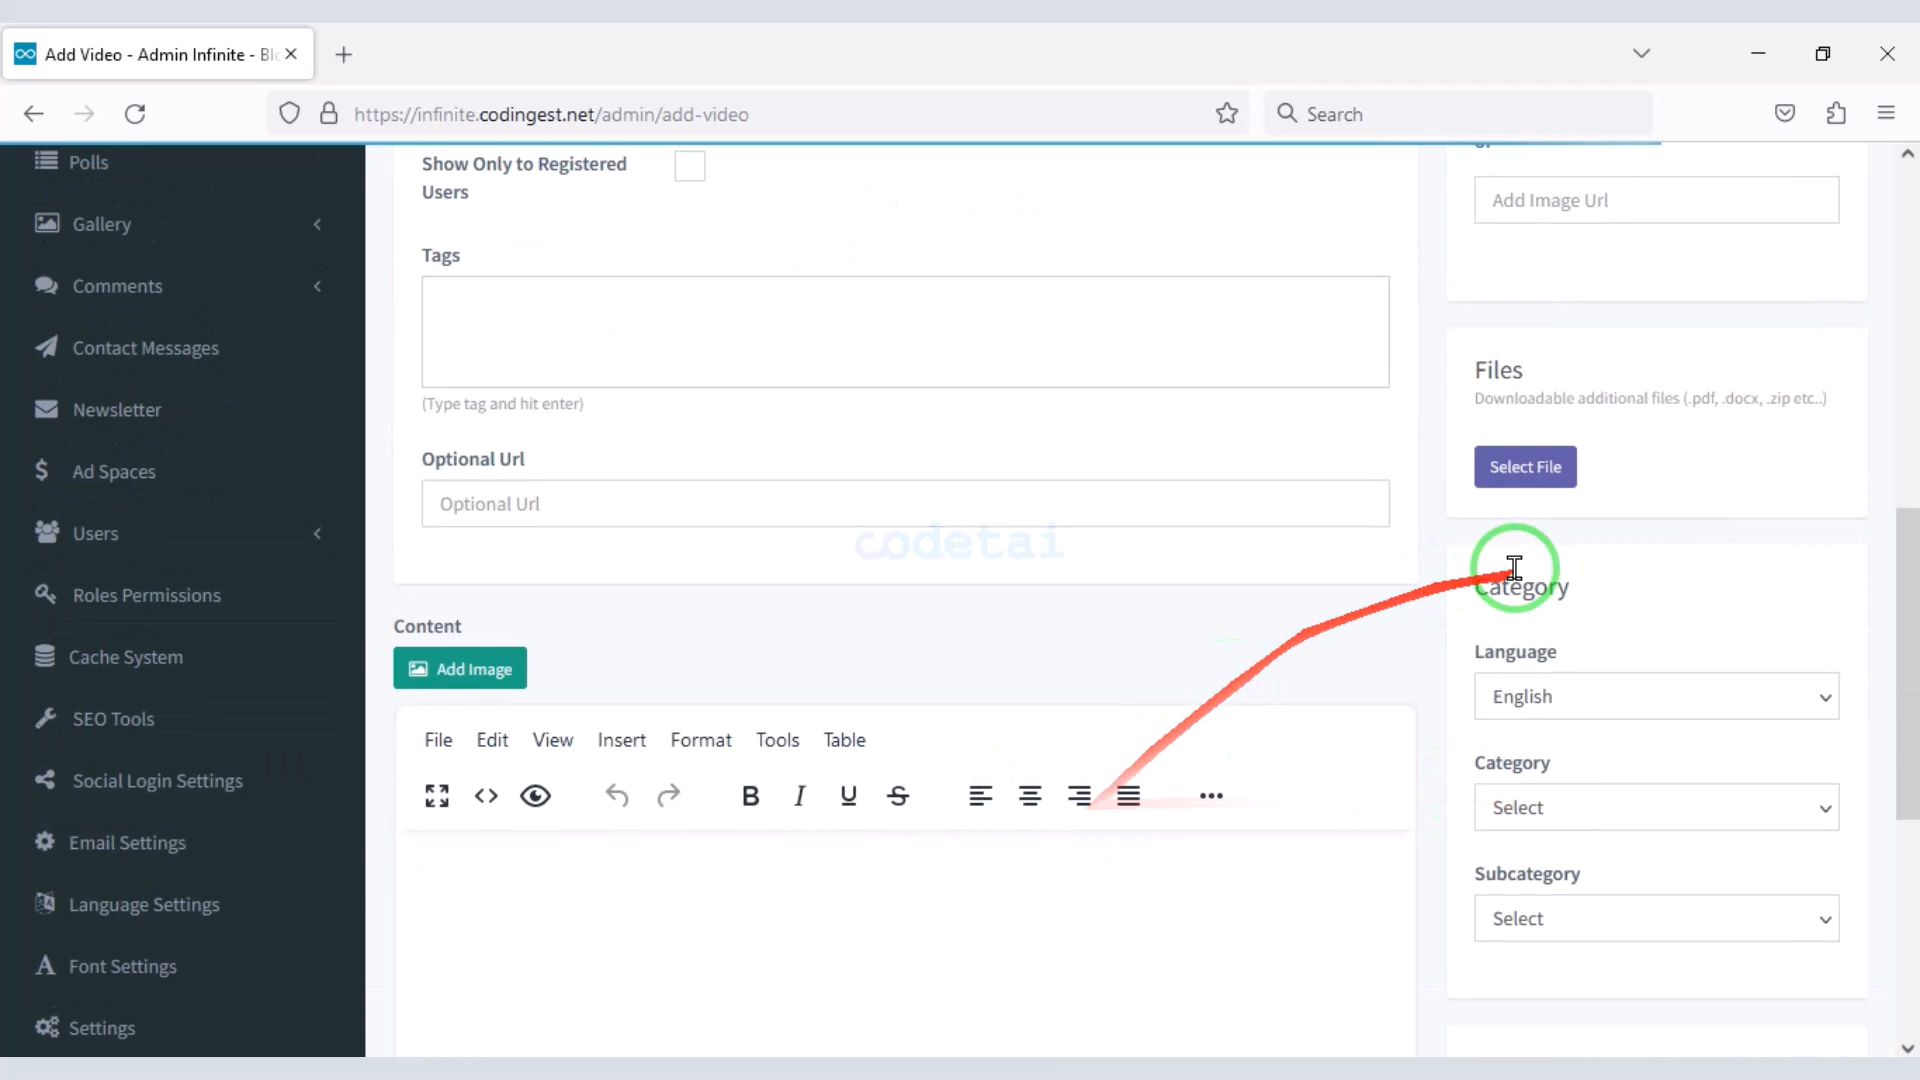 Add Video - Admin Infinite - Blo
https://infinite.codingest.net/admin/add-video
Search
Polls
Gallery
Comments
Contact Messages
Newsletter
Ad Spaces
Users
Roles Permissions
Cache System
SEO Tools
Social Login Settings
Email Settings
Language Settings
Font Settings
Settings
Show Only to Registered
Users
Tags
(Type tag and hit enter)
Optional Url
Optional Url
codetai
Content
Add Image
File Edit View Insert Format Tools Table
Add Image Url
Files
Downloadable additional files (.pdf, .docx, .zip etc..)
Select File
Category
Language
English
Category
Select
Subcategory
Select